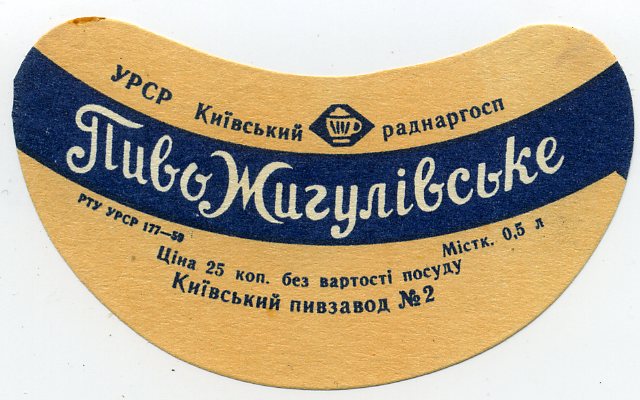 УРСР Київський раднаргосп
Пиво Жигулівське
РТУ УРСР 177—59
Містк. 0,5 л
Ціна 25 коп. без вартості посуду
Київський пивзавод №2